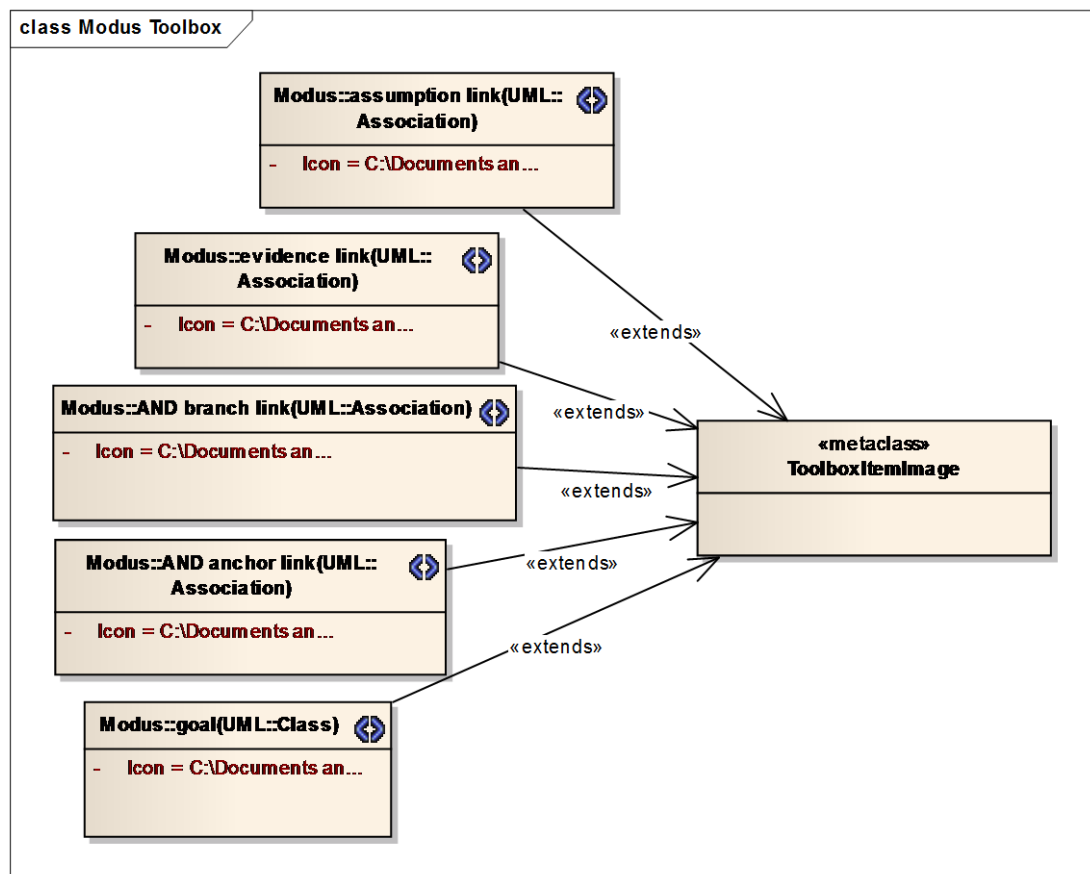 class Modus Toolbox
Modus::assumption link(UML::
Association)
- Icon = C:\Documents an...
Modus::evidence link(UML::
Association)
- Icon = C:\Documents an...
«extends»
«extends»
Modus::AND branch link(UML::Association)
- Icon = C:\Documents an...
«metaclass»
ToolboxItemImage
«extends»
Modus::AND anchor link(UML::
Association)
- Icon = C:\Documents an...
«extends»
«extends»
Modus::goal(UML::Class)
- Icon = C:\Documents an...